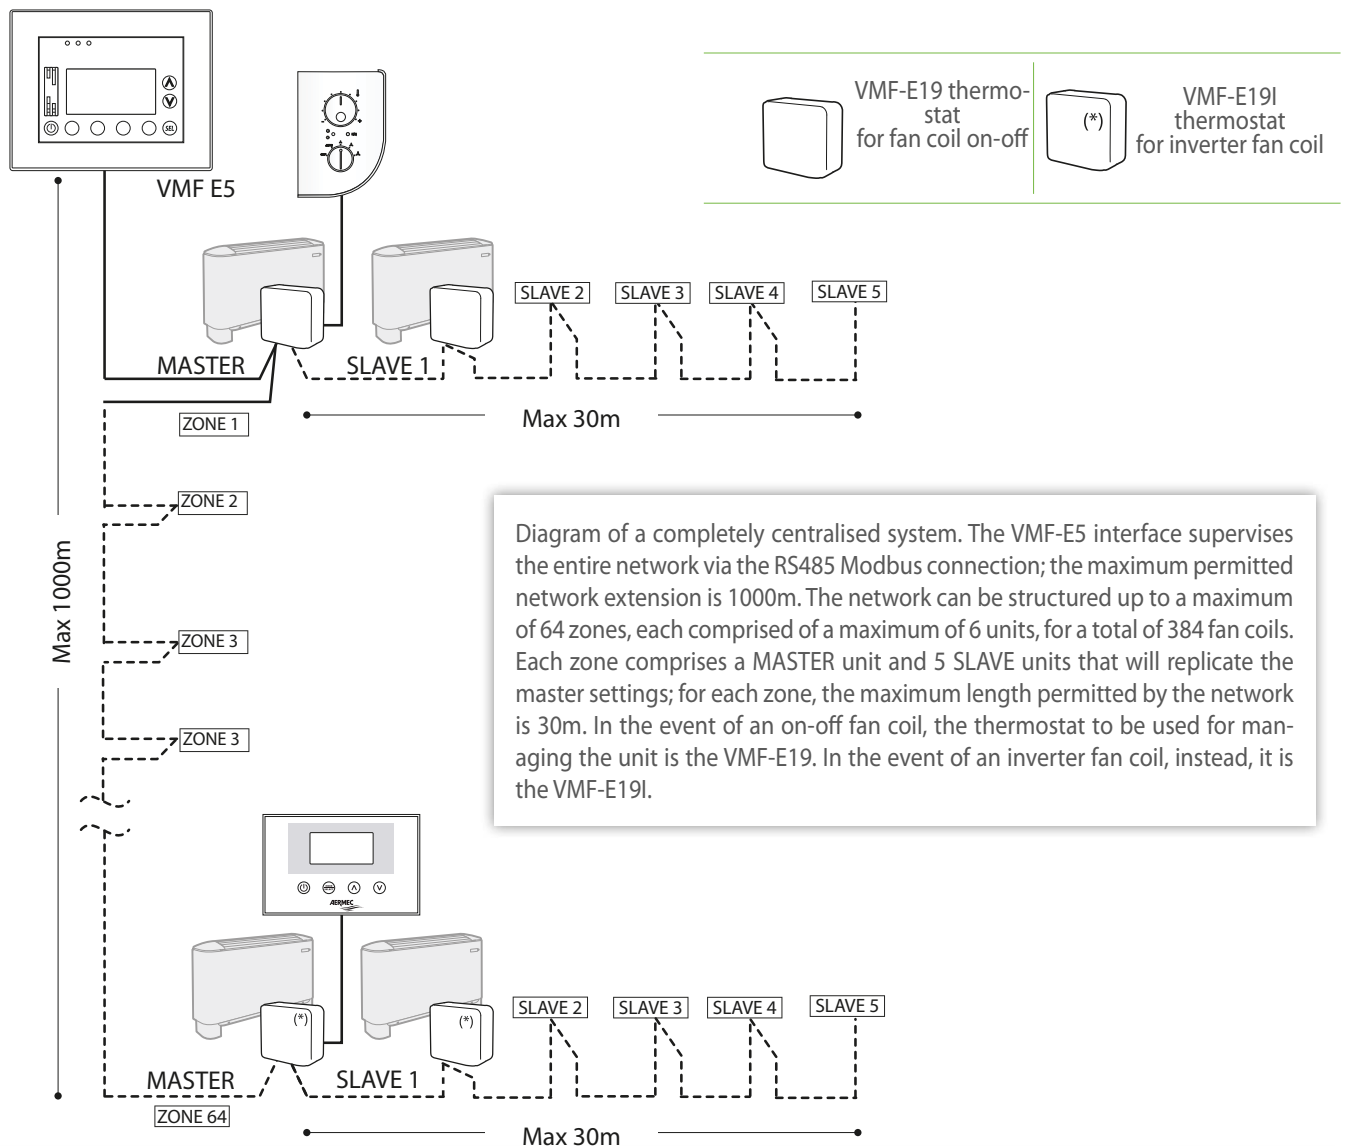 SEL
VMF E5
VMF-E19 thermo-
stat
for fan coil on-off
(*)
VMF-E19I
thermostat
for inverter fan coil
SLAVE 2
SLAVE 3
SLAVE 4
SLAVE 5
MASTER
SLAVE 1
ZONE 1
Max 30m
ZONE 2
Max 1000m
ZONE 3
ZONE 3
Diagram of a completely centralised system. The VMF-E5 interface supervises
the entire network via the RS485 Modbus connection; the maximum permitted
network extension is 1000m. The network can be structured up to a maximum
of 64 zones, each comprised of a maximum of 6 units, for a total of 384 fan coils.
Each zone comprises a MASTER unit and 5 SLAVE units that will replicate the
master settings; for each zone, the maximum length permitted by the network
is 30m. In the event of an on-off fan coil, the thermostat to be used for man-
aging the unit is the VMF-E19. In the event of an inverter fan coil, instead, it is
the VMF-E19I.
AERMEC
(*)
(*)
SLAVE 2
SLAVE 3
SLAVE 4
SLAVE 5
MASTER
SLAVE 1
ZONE 64
Max 30m